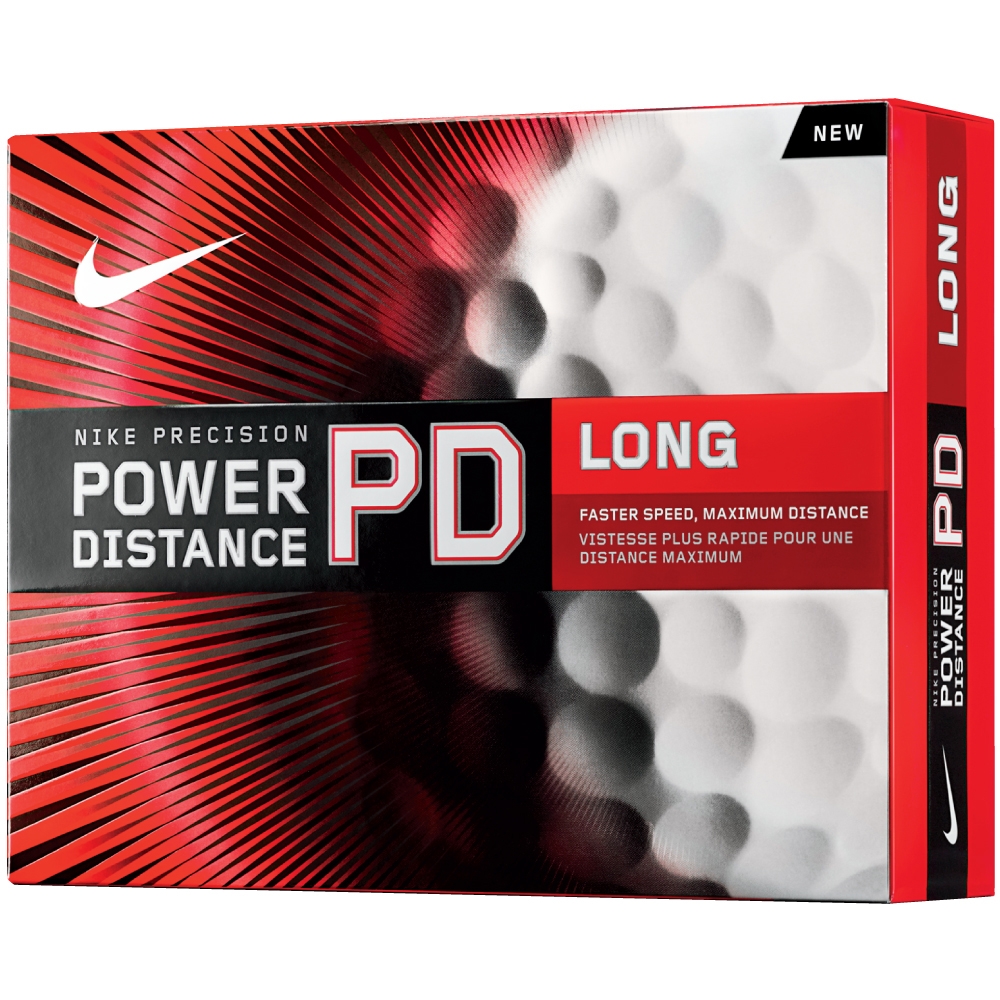 NEW
NIKE PRECISION
POWER
DISTANCE
PD
LONG
FASTER SPEED, MAXIMUM DISTANCE
VISTESSE PLUS RAPIDE POUR UNE
DISTANCE MAXIMUM
LONG
PD
NIKE PRECISION
POWER
DISTANCE